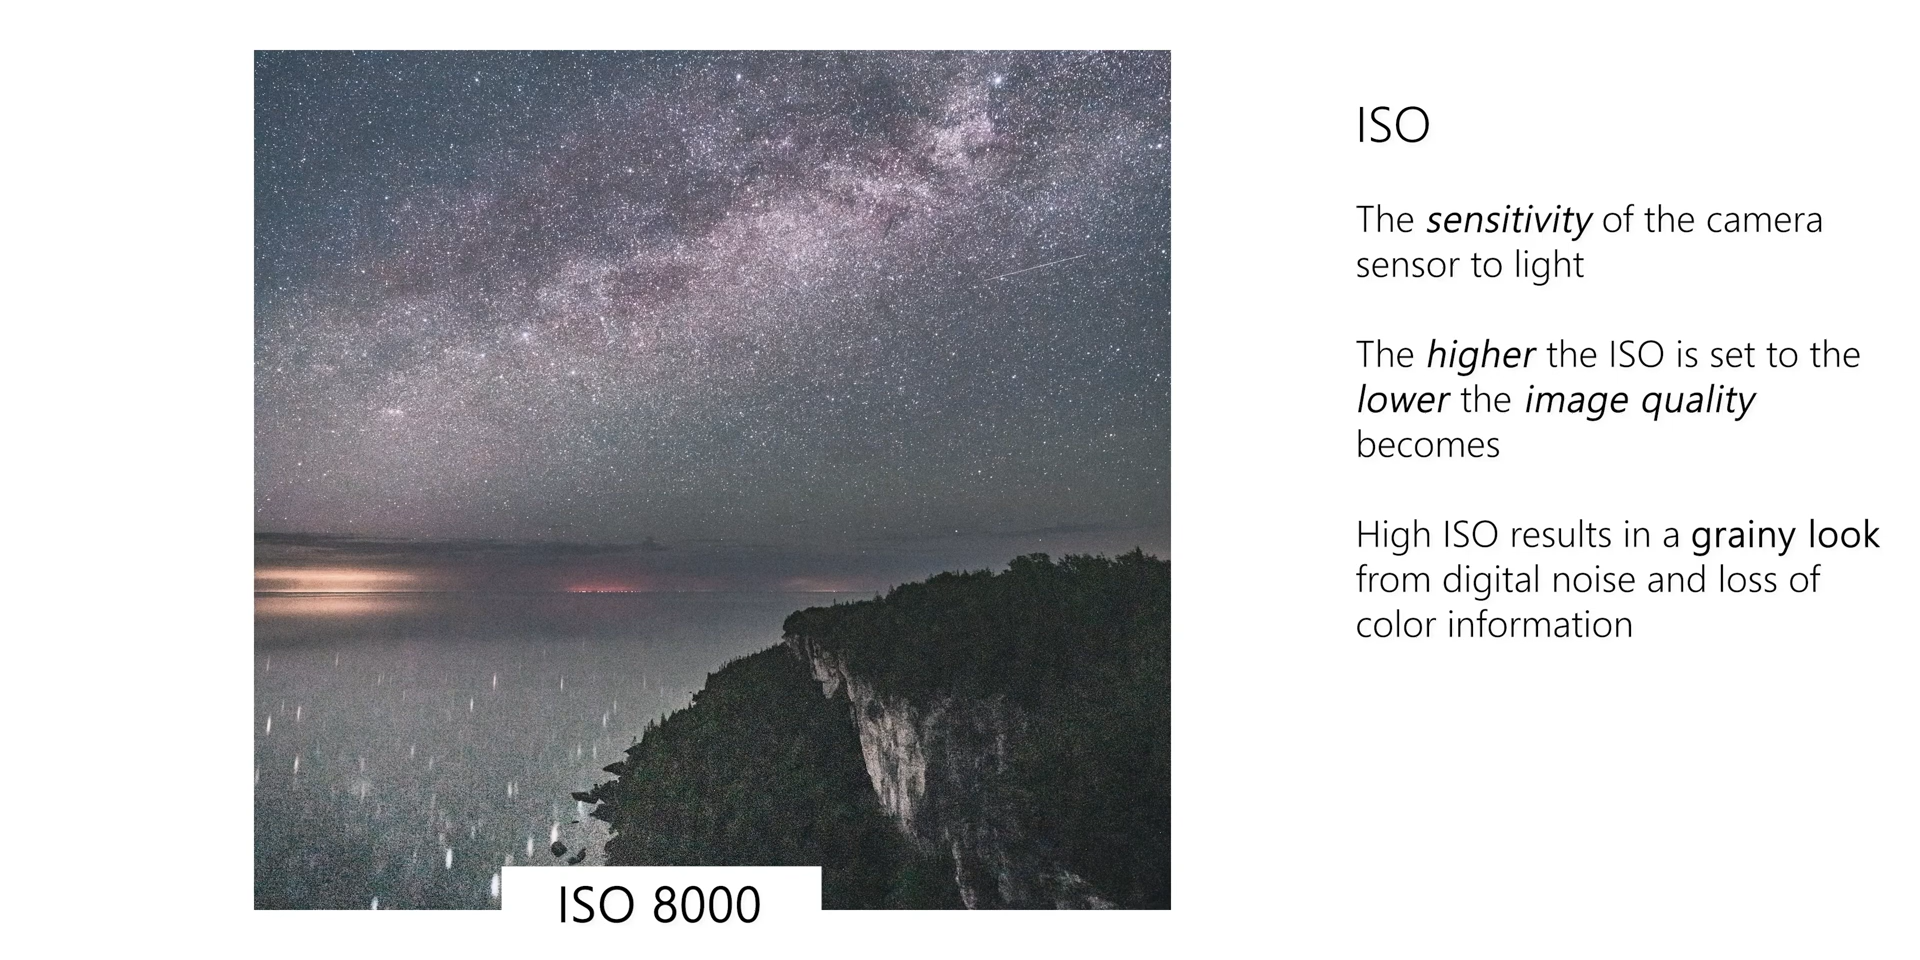 ISO
The sensitivity of the camera
sensor to light
The higher the ISO is set to the
lower the image quality
becomes
High ISO results in a grainy look
from digital noise and loss of
color information
ISO 8000